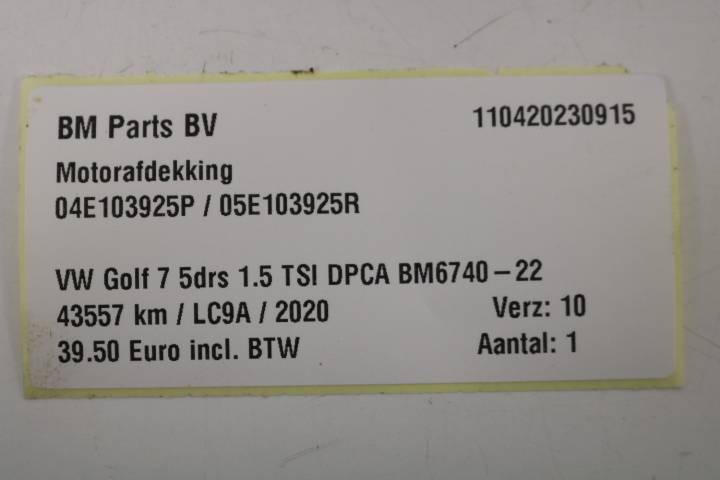 BM Parts BV 110420230915
Motorafdekking
04E103925P / 05E103925R
VW Golf 7 5drs 1.5 TSI DPCA BM6740-22
43557 km / LC9A / 2020 Verz: 10
39.50 Euro incl. BTW Aantal: 1